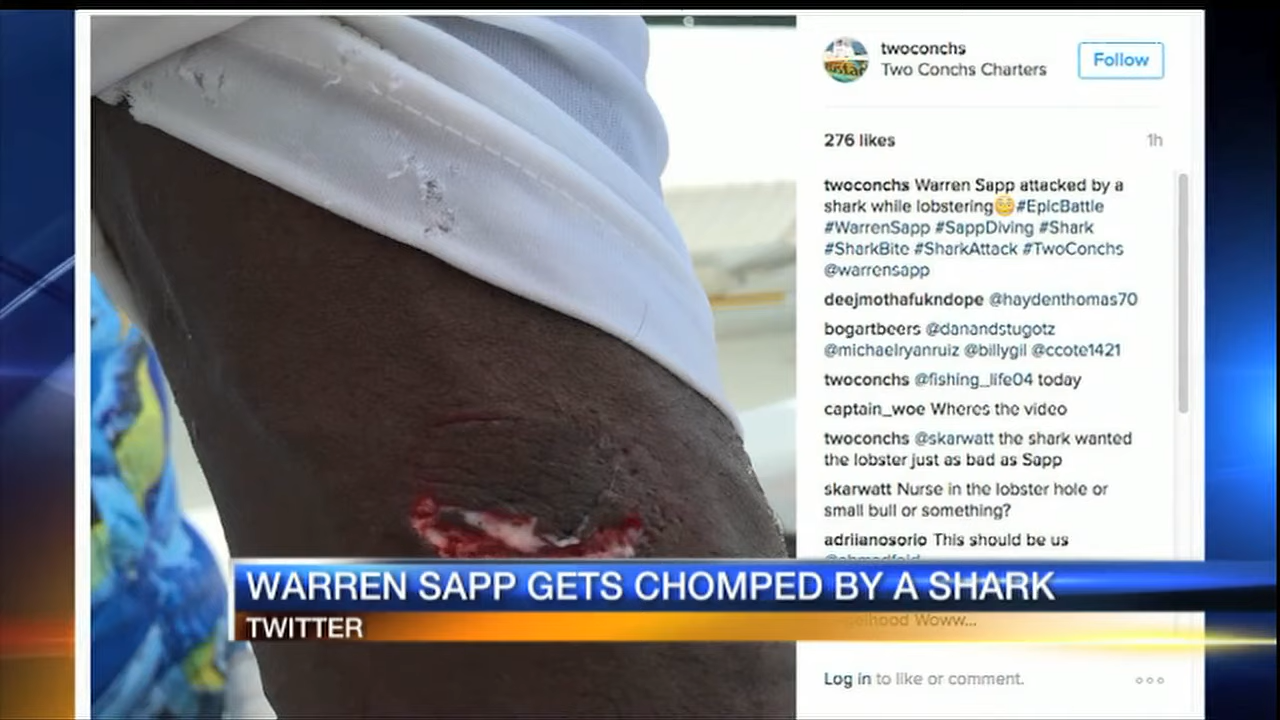 twoconchs
Two Conchs Charters
Follow
276 likes
1h
twoconchs Warren Sapp attacked by a
shark while lobstering😳#EpicBattle
#WarrenSapp #SappDiving #Shark
#SharkBite #SharkAttack #TwoConchs
@warrensapp
deejmothafukndope @haydenthomas70
bogartbeers @danandstugotz
@michaelryanruiz @billygil @ccote1421
twoconchs @fishing_life04 today
captain_woe Wheres the video
twoconchs @skarwatt the shark wanted
the lobster just as bad as Sapp
skarwatt Nurse in the lobster hole or
small bull or something?
adriianosorio This should be us
Woww...
WARREN SAPP GETS CHOMPED BY A SHARK
TWITTER
Log in to like or comment.